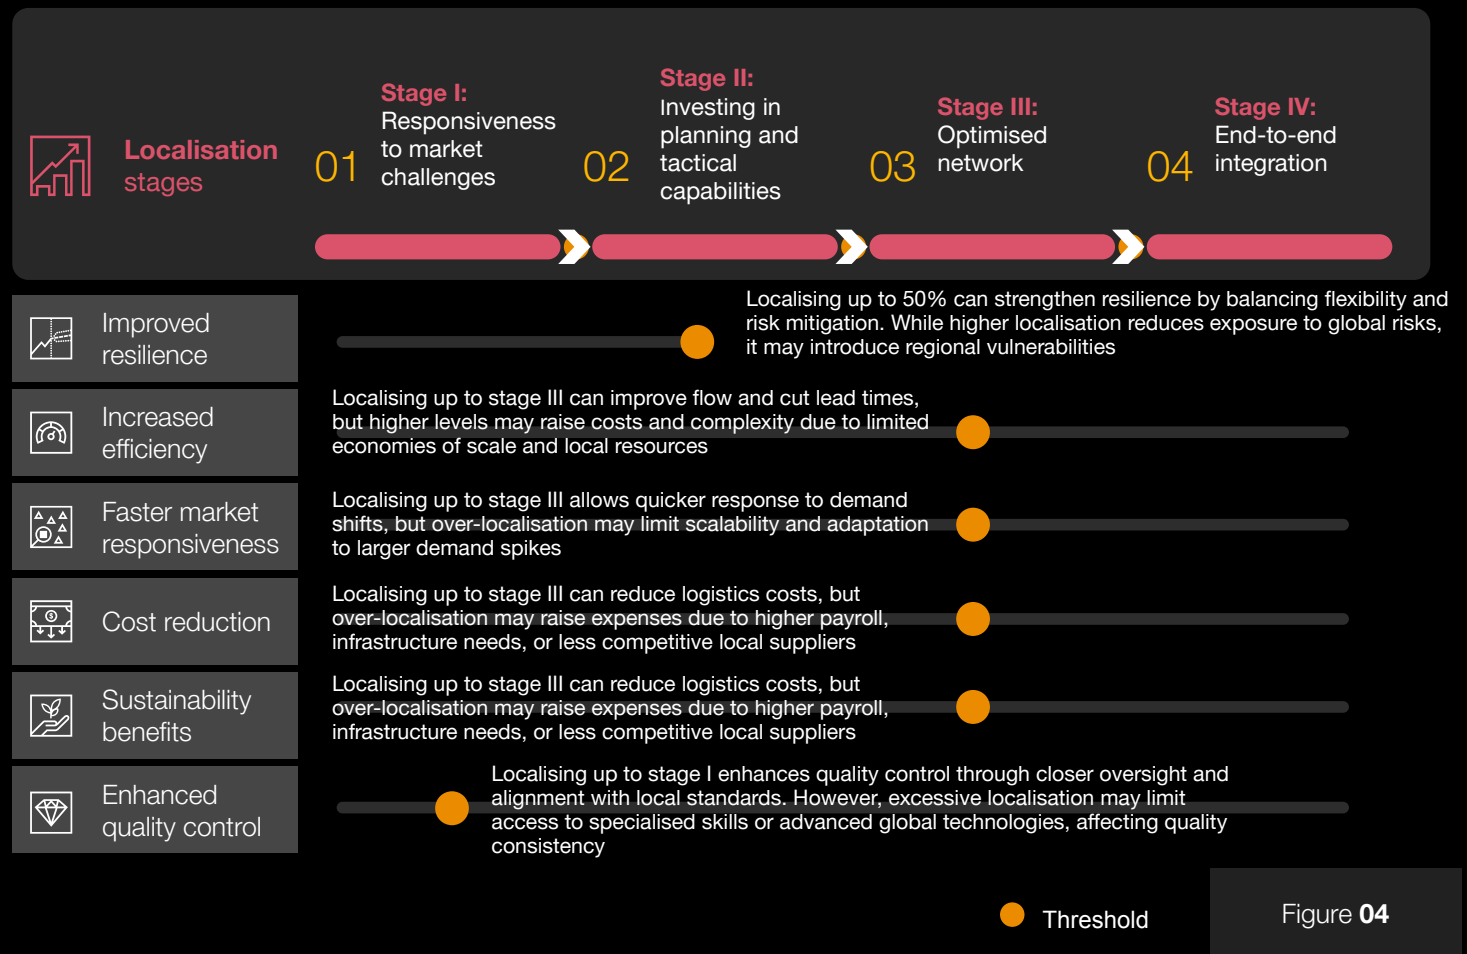 Localisation
stages
01
Stage I:
Responsiveness
to market
challenges
02
Stage II:
Investing in
planning and
tactical
capabilities
03
Stage III:
Optimised
network
04
Stage IV:
End-to-end
integration
Improved
resilience
Localising up to 50% can strengthen resilience by balancing flexibility and
risk mitigation. While higher localisation reduces exposure to global risks,
it may introduce regional vulnerabilities
Increased
efficiency
Localising up to stage III can improve flow and cut lead times,
but higher levels may raise costs and complexity due to limited
economies of scale and local resources
Faster market
responsiveness
Localising up to stage III allows quicker response to demand
shifts, but over-localisation may limit scalability and adaptation
to larger demand spikes
Cost reduction
Localising up to stage III can reduce logistics costs, but
over-localisation may raise expenses due to higher payroll,
infrastructure needs, or less competitive local suppliers
Sustainability
benefits
Localising up to stage III can reduce logistics costs, but
over-localisation may raise expenses due to higher payroll,
infrastructure needs, or less competitive local suppliers
Enhanced
quality control
Localising up to stage I enhances quality control through closer oversight and
alignment with local standards. However, excessive localisation may limit
access to specialised skills or advanced global technologies, affecting quality
consistency
Threshold
Figure 04